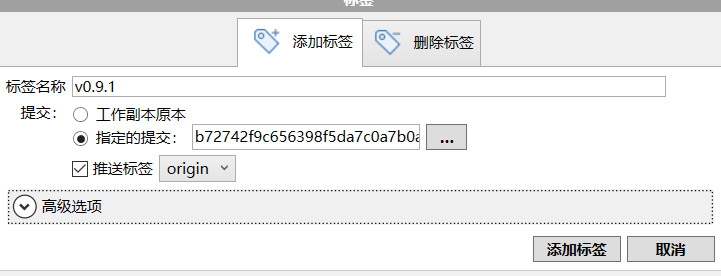 标签
添加标签 删除标签
标签名称 v0.9.1
提交： 工作副本原本
指定的提交： b72742f9c656398f5da7c0a7b0a ...
推送标签 origin
高级选项
添加标签 取消